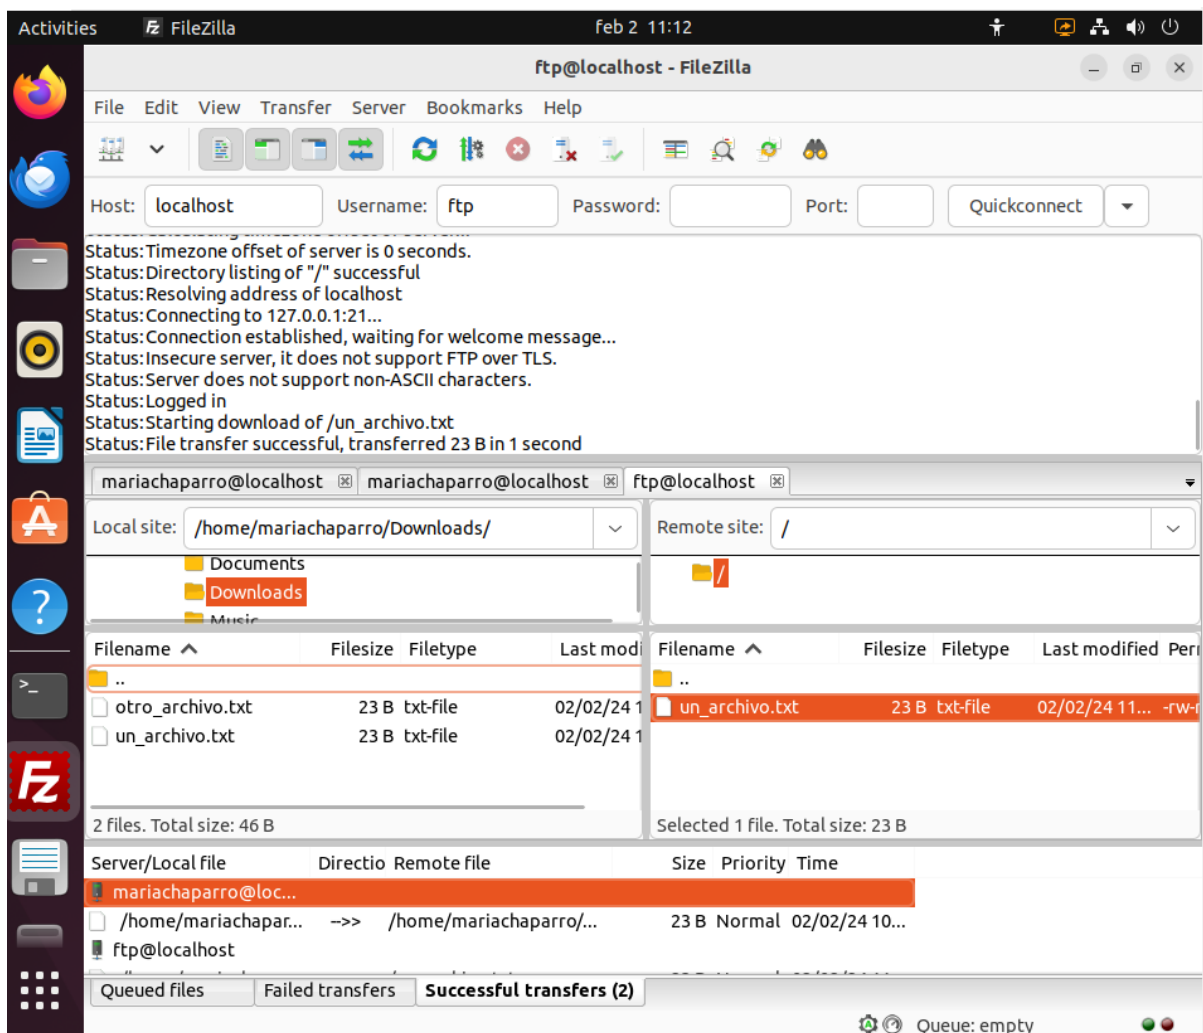 Activities FileZilla feb 2 11:12
ftp@localhost - FileZilla
File Edit View Transfer Server Bookmarks Help
Host: localhost Username: ftp Password: Port: Quickconnect
Status: Timezone offset of server is 0 seconds.
Status: Directory listing of "/" successful
Status: Resolving address of localhost
Status: Connecting to 127.0.0.1:21...
Status: Connection established, waiting for welcome message...
Status: Insecure server, it does not support FTP over TLS.
Status: Server does not support non-ASCII characters.
Status: Logged in
Status: Starting download of /un_archivo.txt
Status: File transfer successful, transferred 23 B in 1 second
mariachaparro@localhost mariachaparro@localhost ftp@localhost
Local site: /home/mariachaparro/Downloads/ Remote site: /
Documents
Downloads /
Music
Filename Filesize Filetype Last modi Filename Filesize Filetype Last modified Perr
.. ..
otro_archivo.txt 23 B txt-file 02/02/24 1 un_archivo.txt 23 B txt-file 02/02/24 11... -rw-r
un_archivo.txt 23 B txt-file 02/02/24 1
2 files. Total size: 46 B Selected 1 file. Total size: 23 B
Server/Local file Directio Remote file Size Priority Time
mariachaparro@loc...
/home/mariachapar... -->> /home/mariachaparro/... 23 B Normal 02/02/24 10...
ftp@localhost
Queued files Failed transfers Successful transfers (2)
Queue: empty